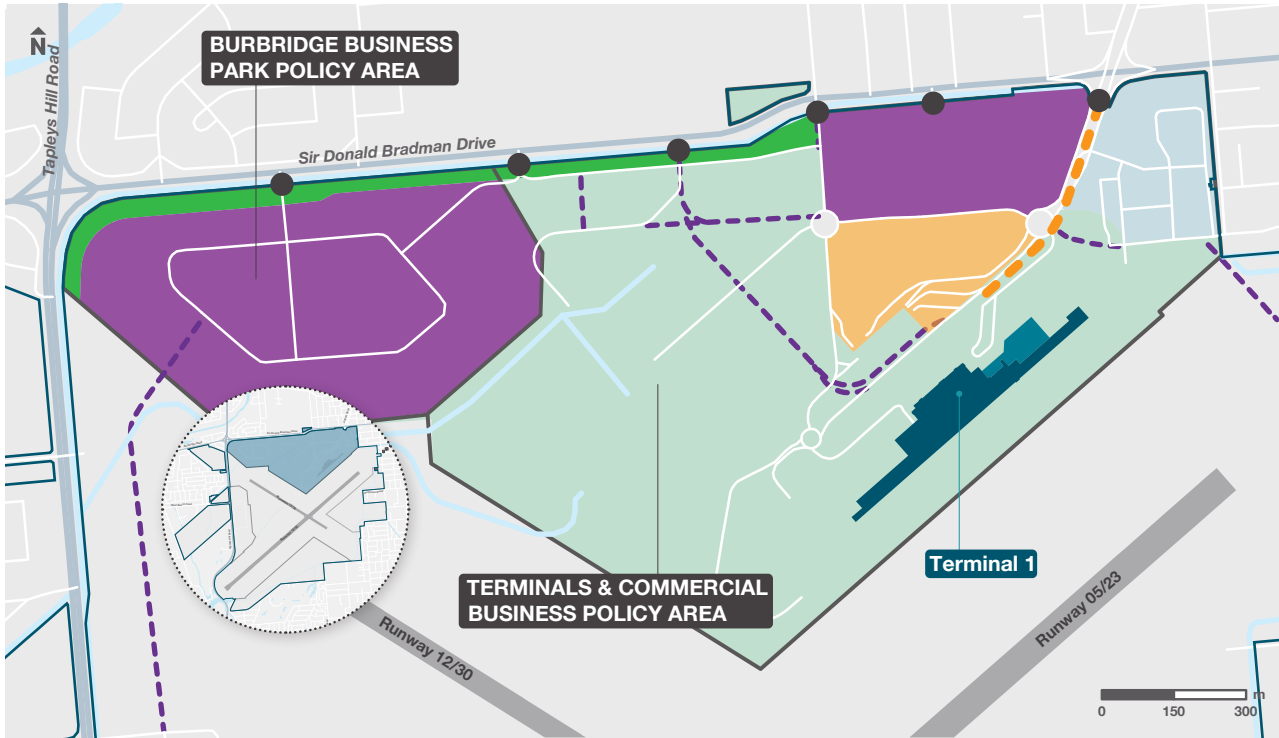 N
Tapleys Hill Road
BURBRIDGE BUSINESS
PARK POLICY AREA
Sir Donald Bradman Drive
TERMINALS & COMMERCIAL
BUSINESS POLICY AREA
Terminal 1
Runway 05/23
Runway 12/30
m
0 150 300